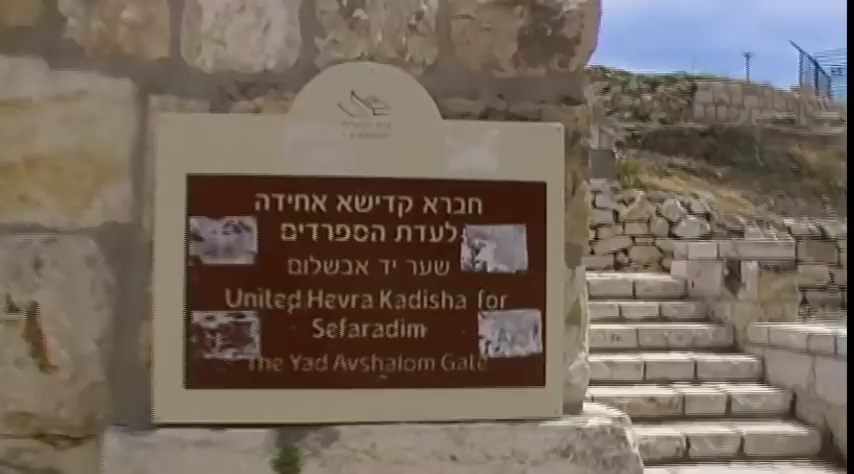 חברא קדישא אחידה
לעדת הספרדים
שער יד אבשלום
United Hevra Kadisha for
Sefaradim
The Yad Avshalom Gate